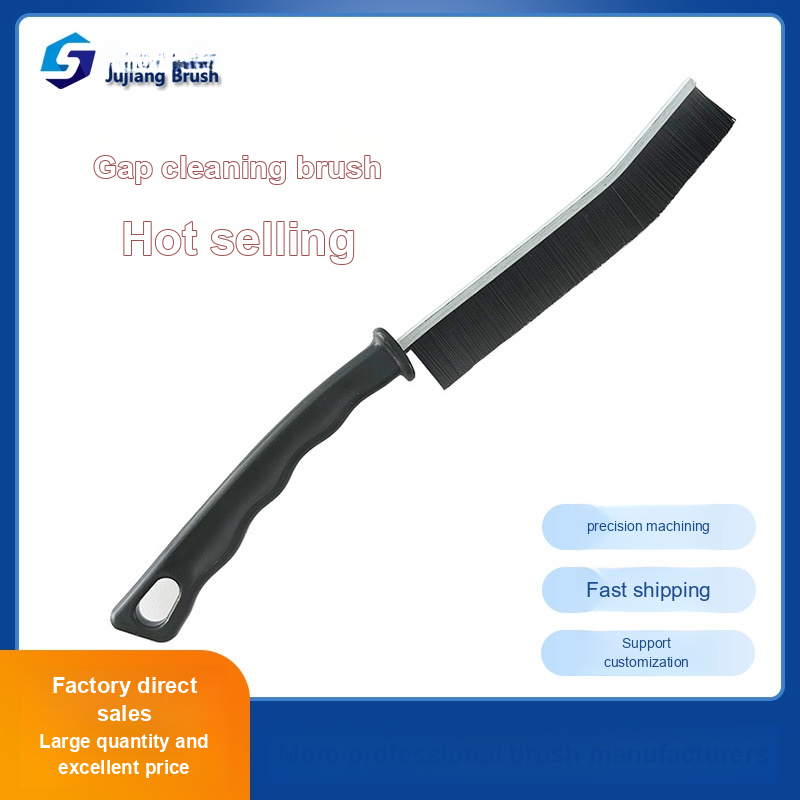 Jujiang Brush
Gap cleaning brush
Hot selling
precision machining
Fast shipping
Support
customization
Factory direct
sales
Large quantity and
excellent price
More professional brush manufacturers